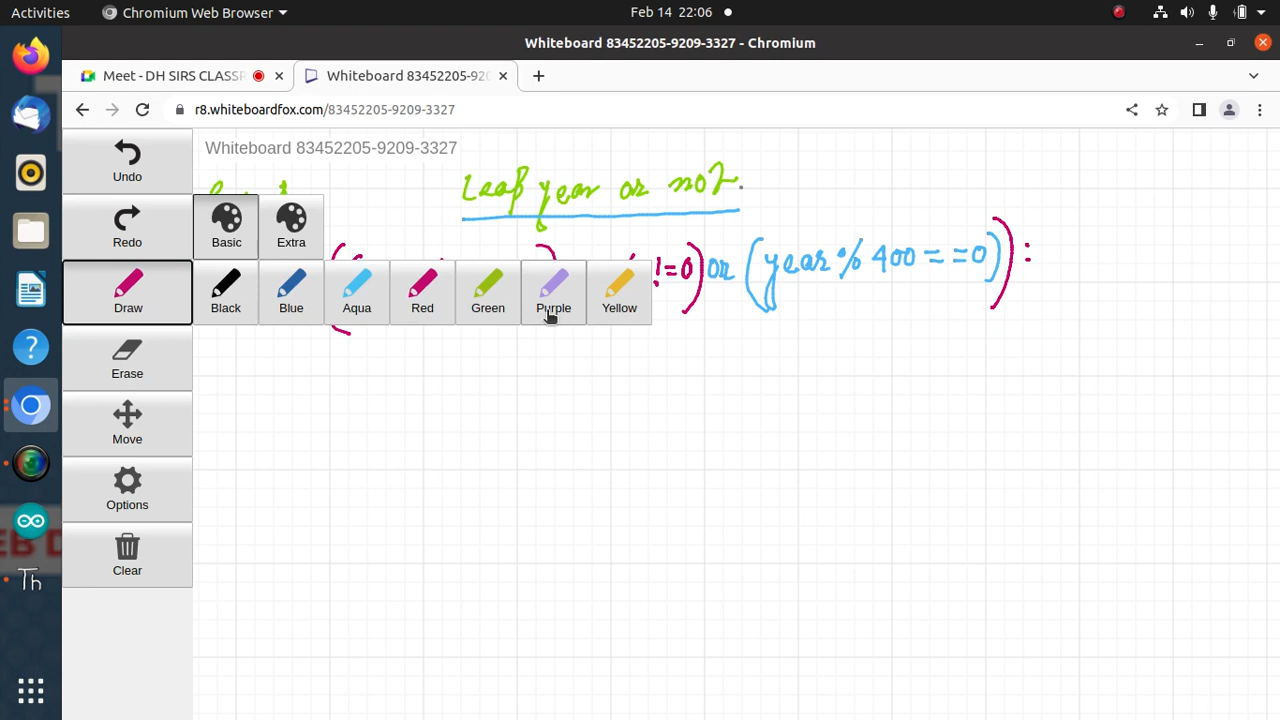 Activities Chromium Web Browser Feb 14 22:06
Whiteboard 83452205-9209-3327 - Chromium
Meet - DH SIRS CLASSR Whiteboard 83452205-920
r8.whiteboardfox.com/83452205-9209-3327
Whiteboard 83452205-9209-3327
Undo
Leap year or not.
Redo
Basic Extra
!=0) or (year % 400 == 0)):
Draw Black Blue Aqua Red Green Purple Yellow
Erase
Move
Options
Clear
Th